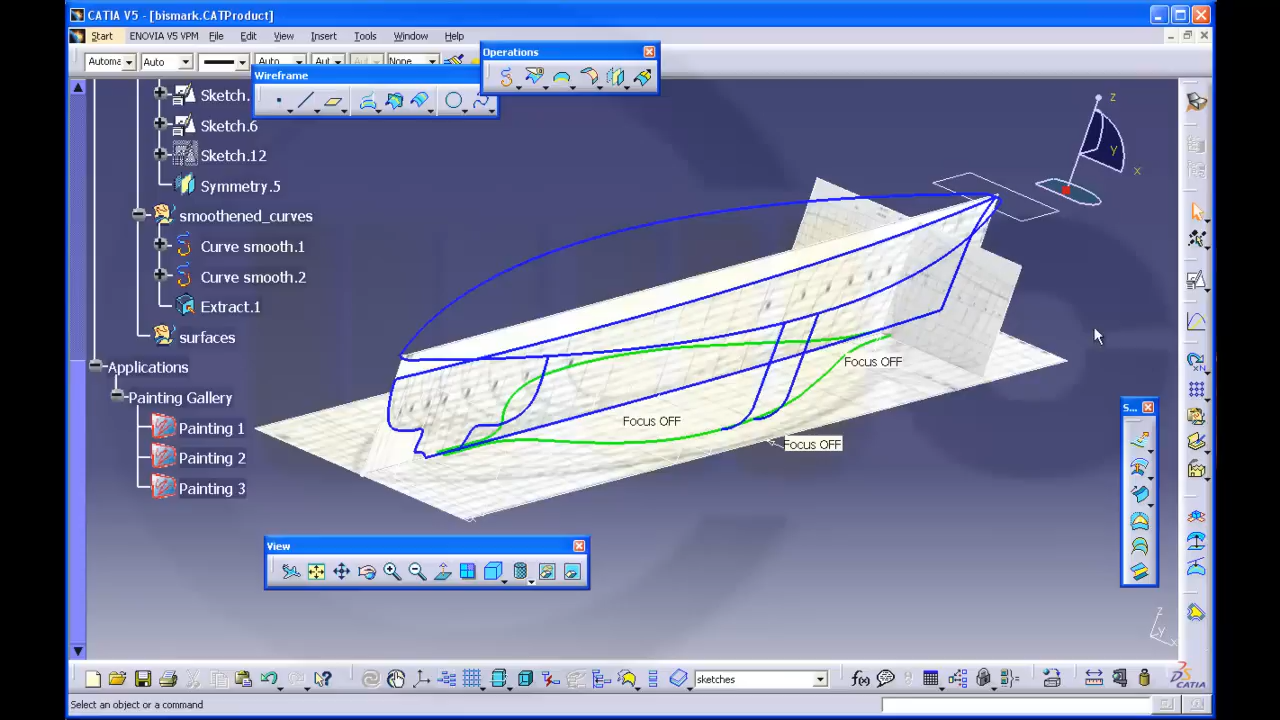 CATIA V5 - [bismark.CATProduct]
Start ENOVIA V5 VPM File Edit View Insert Tools Window Help
Operations
Automa Auto Auto Aut Aut None
Wireframe
Sketch.
Sketch.6
Sketch.12
Symmetry.5
smoothened_curves
Curve smooth.1
Curve smooth.2
Extract.1
surfaces
Applications
Painting Gallery
Painting 1
Painting 2
Painting 3
z
y
x
Focus OFF
Focus OFF
Focus OFF
S...
View
z
y
x
sketches
f(x)
CATIA
Select an object or a command